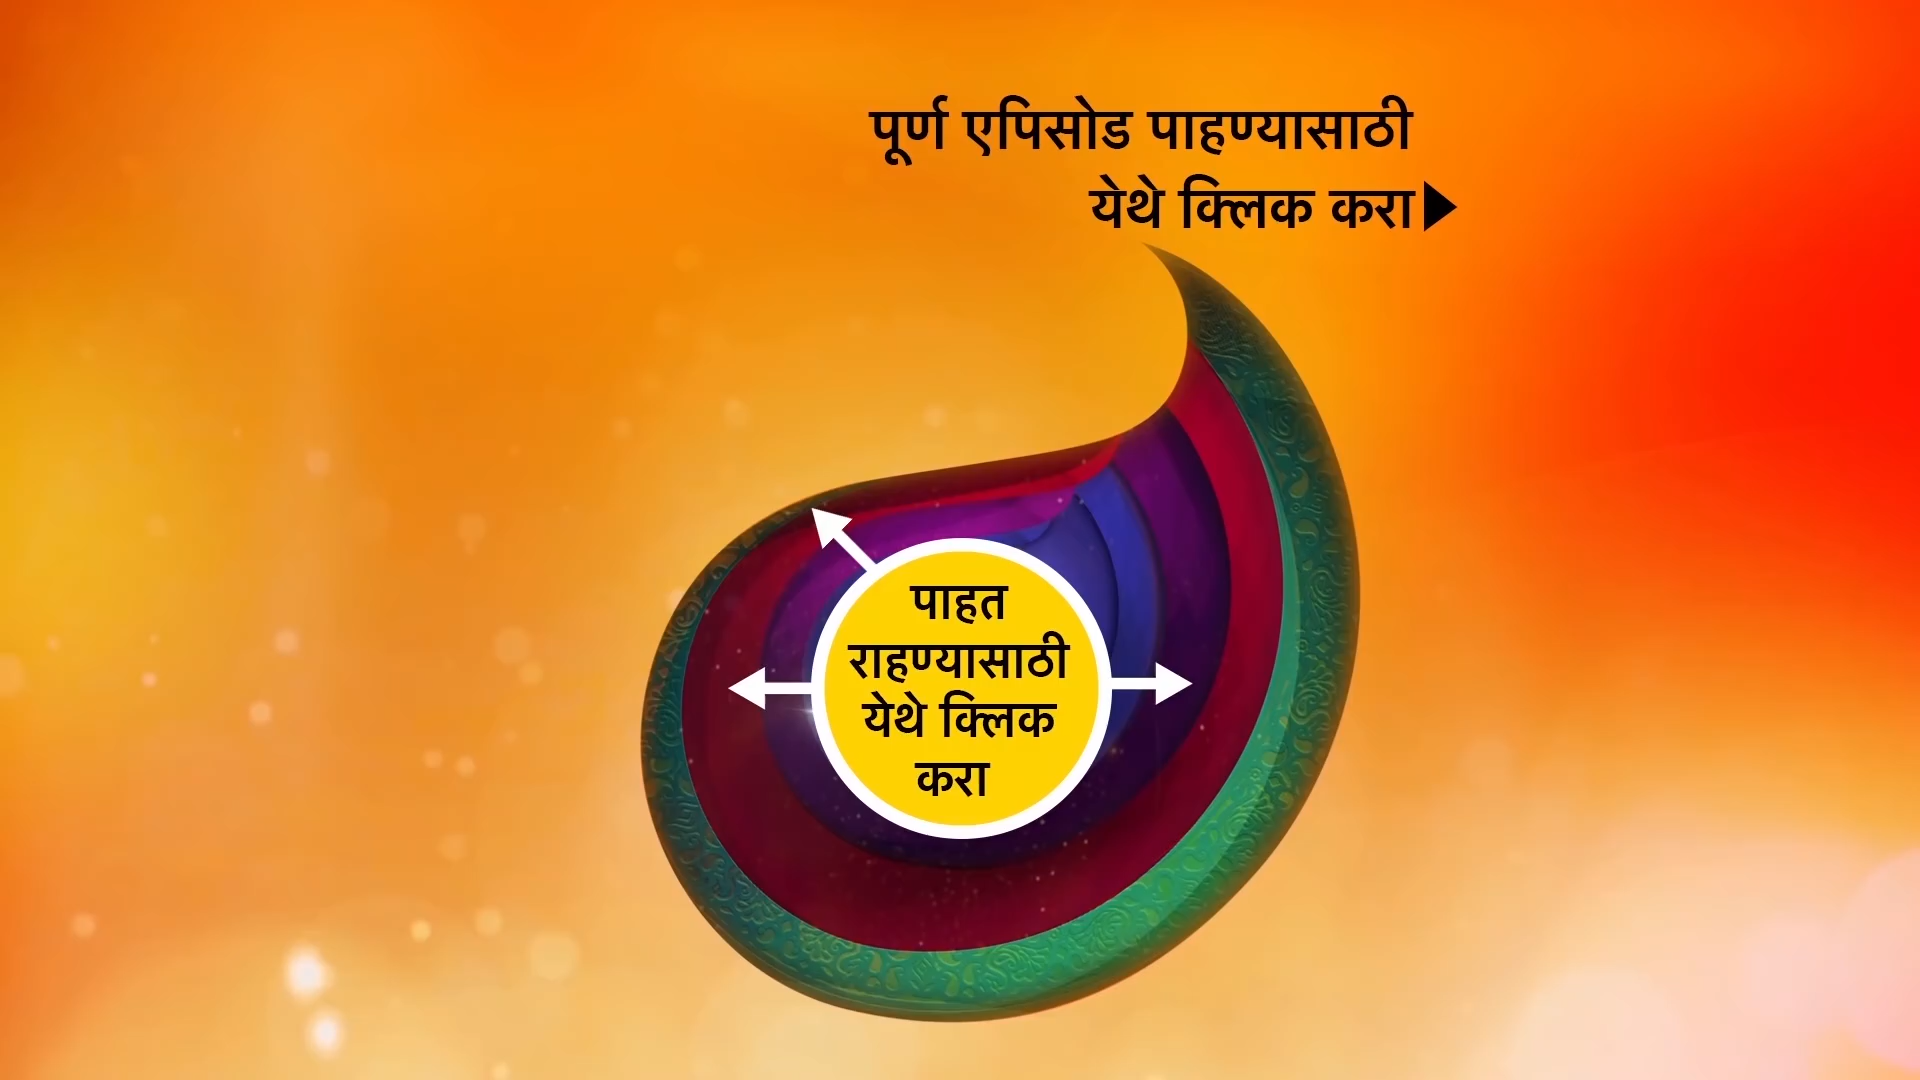 पूर्ण एपिसोड पाहण्यासाठी
येथे क्लिक करा
पाहत
राहण्यासाठी
येथे क्लिक
करा